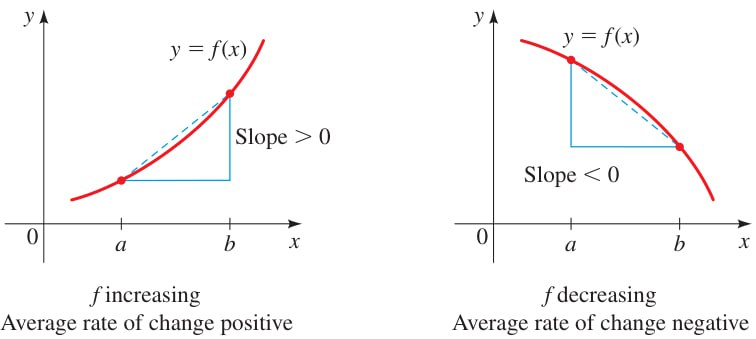 y
y = f(x)
Slope > 0
0
a
b
x
f increasing
Average rate of change positive
y
y = f(x)
Slope < 0
0
a
b
x
f decreasing
Average rate of change negative